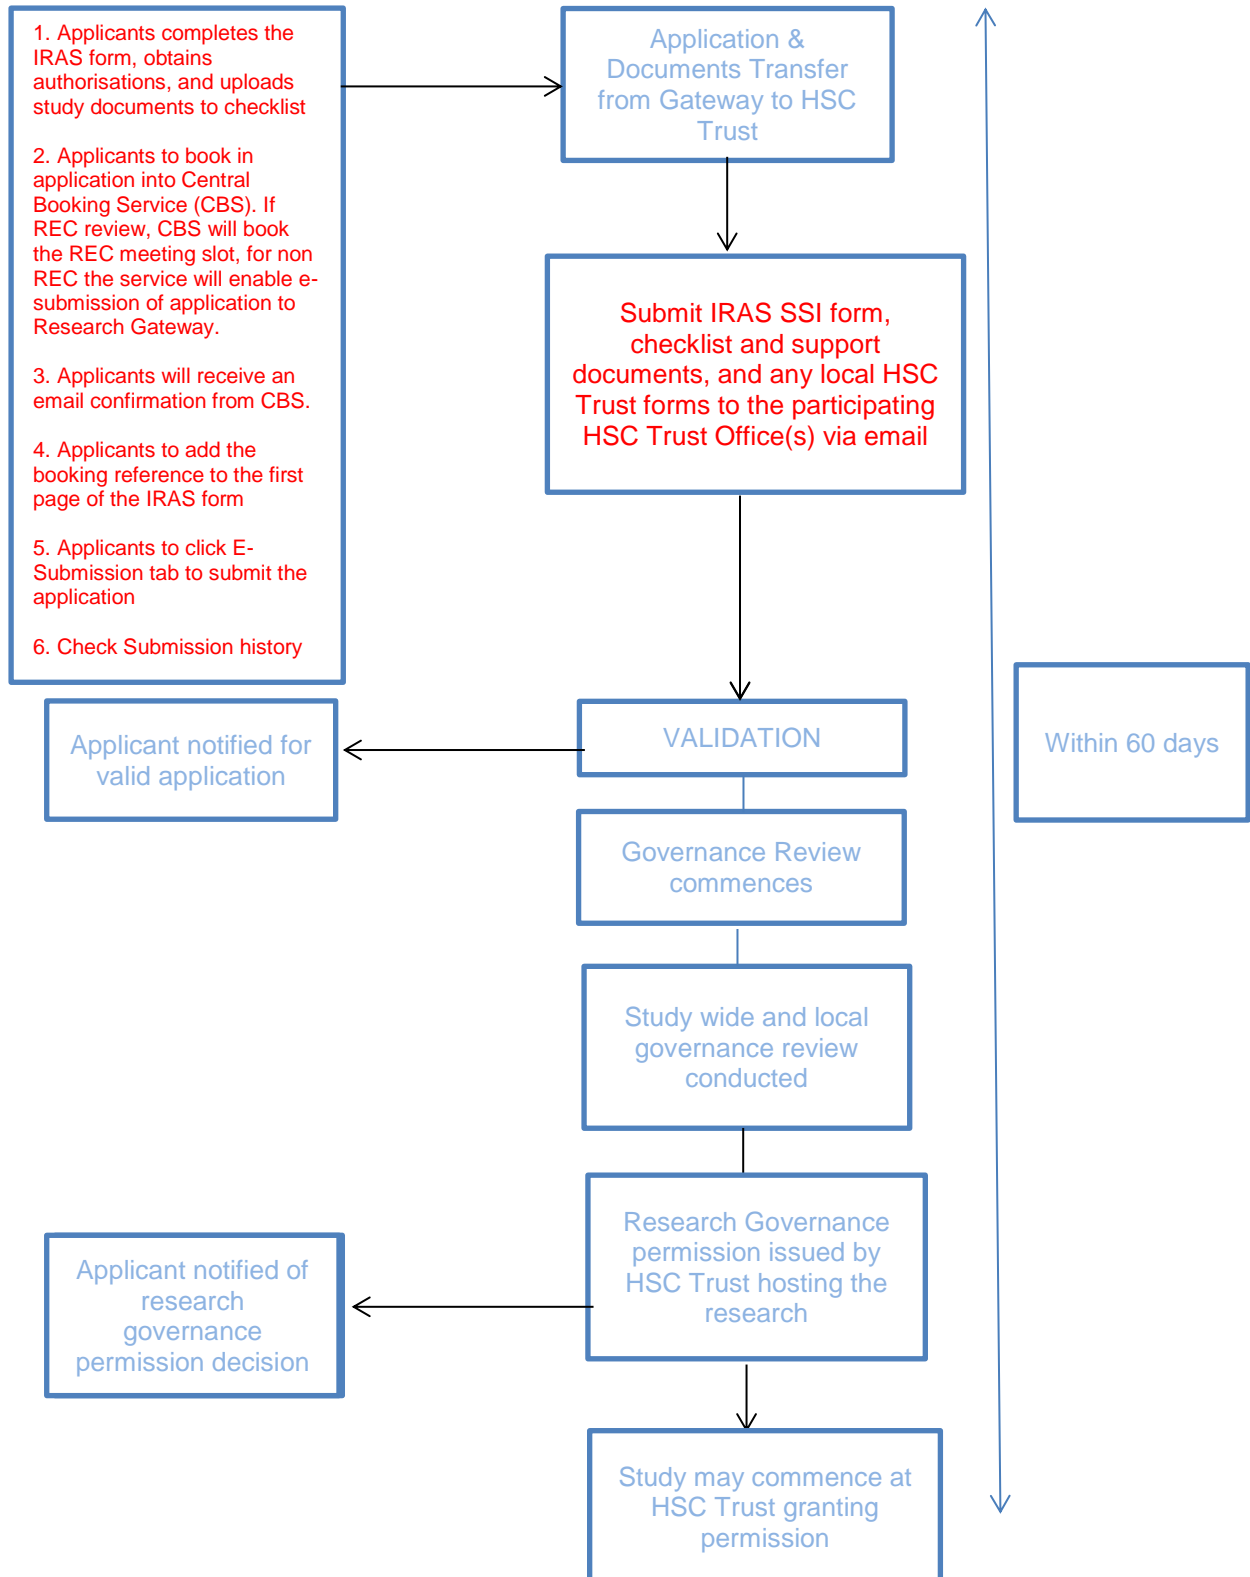 1. Applicants completes the
IRAS form, obtains
authorisations, and uploads
study documents to checklist
2. Applicants to book in
application into Central
Booking Service (CBS). If
REC review, CBS will book
the REC meeting slot, for non
REC the service will enable e-
submission of application to
Research Gateway.
3. Applicants will receive an
email confirmation from CBS.
4. Applicants to add the
booking reference to the first
page of the IRAS form
5. Applicants to click E-
Submission tab to submit the
application
6. Check Submission history
Application &
Documents Transfer
from Gateway to HSC
Trust
Submit IRAS SSI form,
checklist and support
documents, and any local HSC
Trust forms to the participating
HSC Trust Office(s) via email
VALIDATION
Applicant notified for
valid application
Within 60 days
Governance Review
commences
Study wide and local
governance review
conducted
Research Governance
permission issued by
HSC Trust hosting the
research
Applicant notified of
research
governance
permission decision
Study may commence at
HSC Trust granting
permission